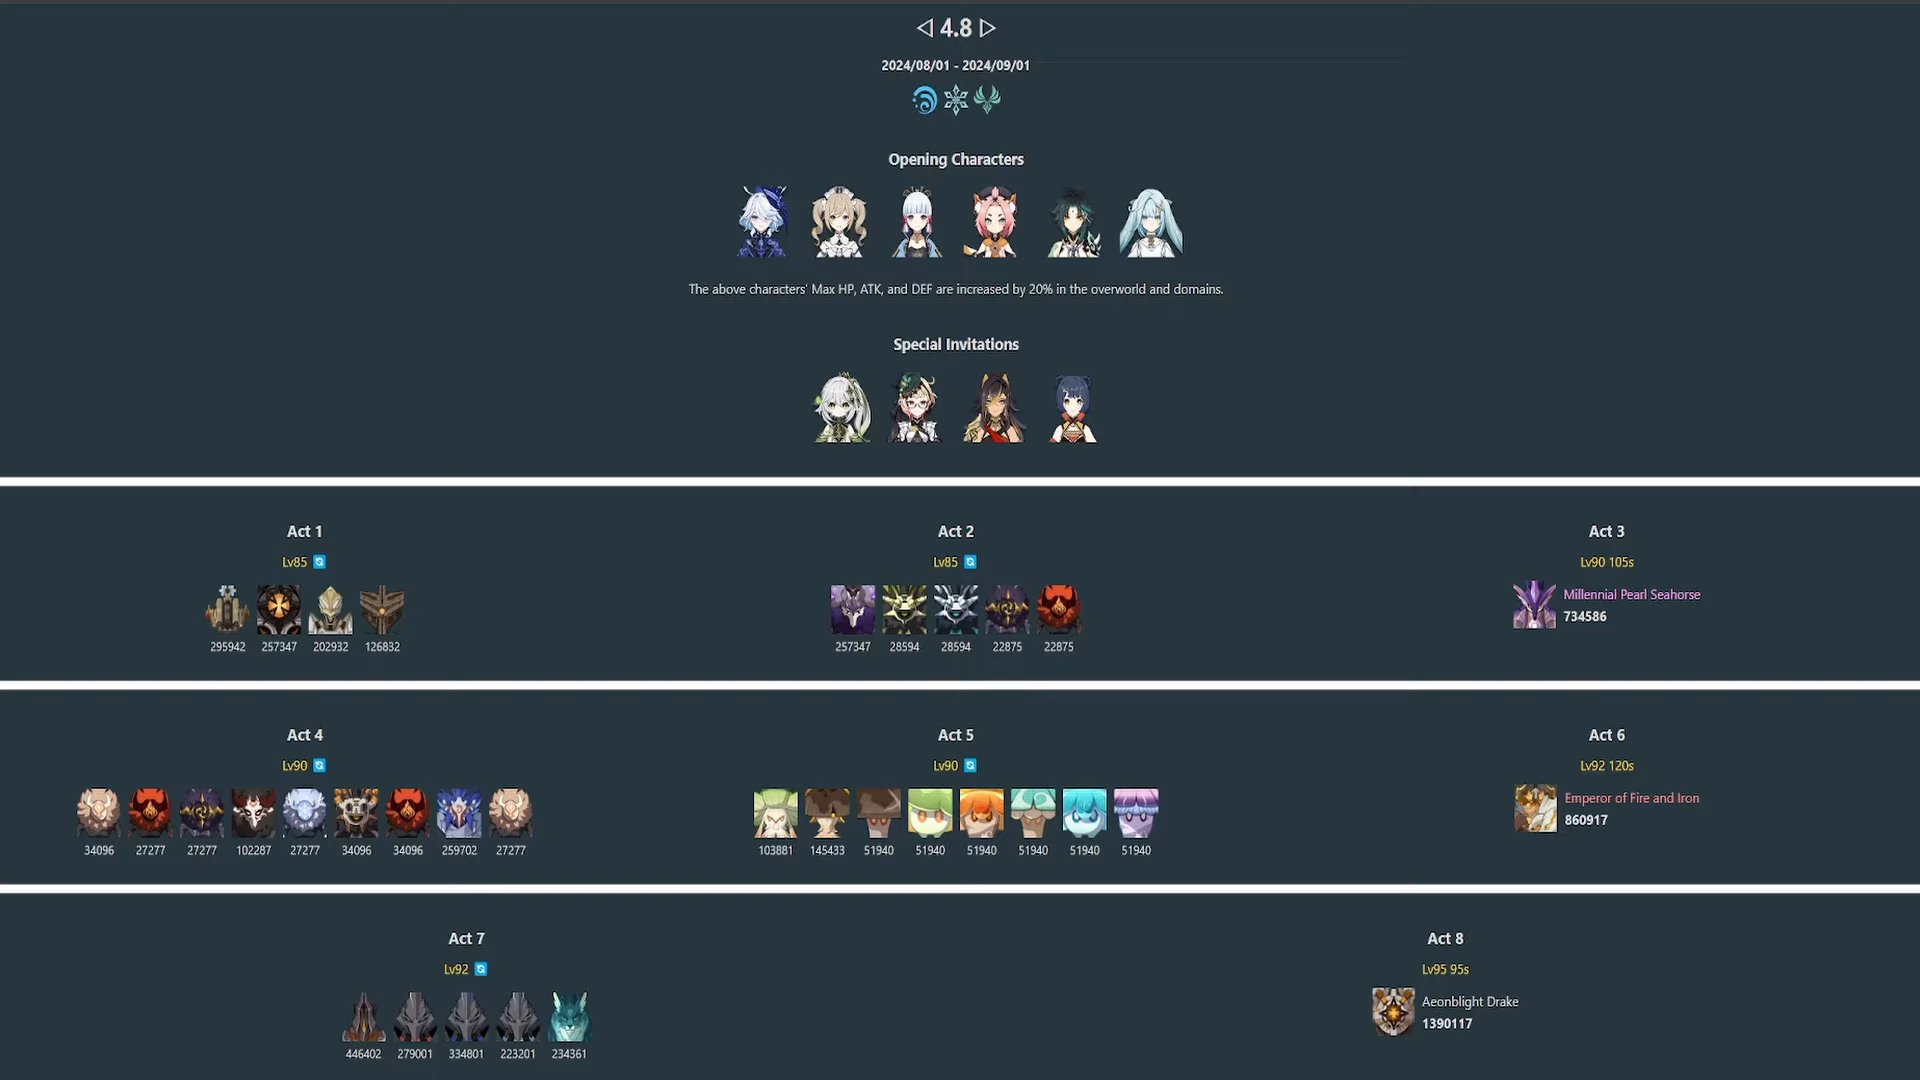 4.8
2024/08/01 - 2024/09/01
Opening Characters
The above characters' Max HP, ATK, and DEF are increased by 20% in the overworld and domains.
Special Invitations
Act 1
Lv85
295942 257347 202932 126832
Act 2
Lv85
257347 28594 28594 22875 22875
Act 3
Lv90 105s
Millennial Pearl Seahorse
734586
Act 4
Lv90
34096 27277 27277 102287 27277 34096 34096 259702 27277
Act 5
Lv90
103881 145433 51940 51940 51940 51940 51940 51940
Act 6
Lv92 120s
Emperor of Fire and Iron
860917
Act 7
Lv92
446402 279001 334801 223201 234361
Act 8
Lv95 95s
Aeonblight Drake
1390117